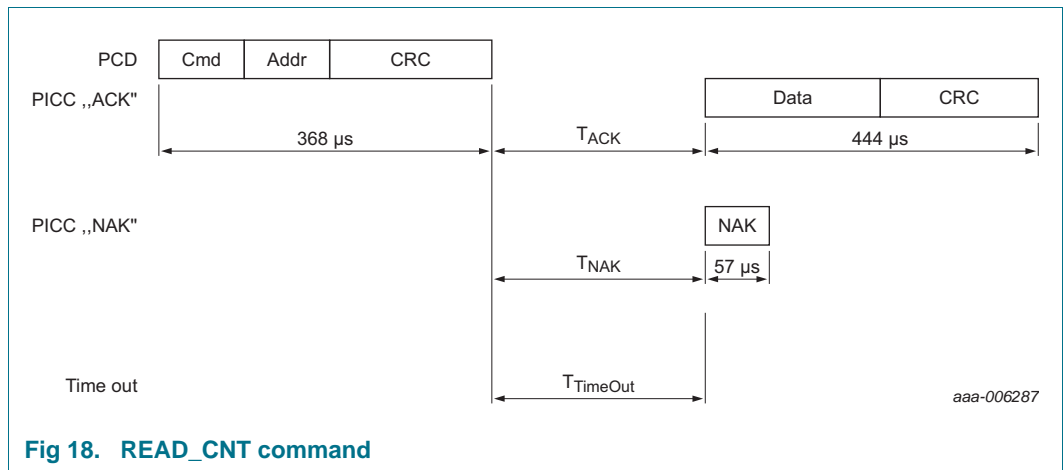 PCD Cmd Addr CRC
PICC ,,ACK" Data CRC
368 µs TACK 444 µs
PICC ,,NAK" NAK
TNAK 57 µs
Time out TTimeOut aaa-006287
Fig 18. READ_CNT command